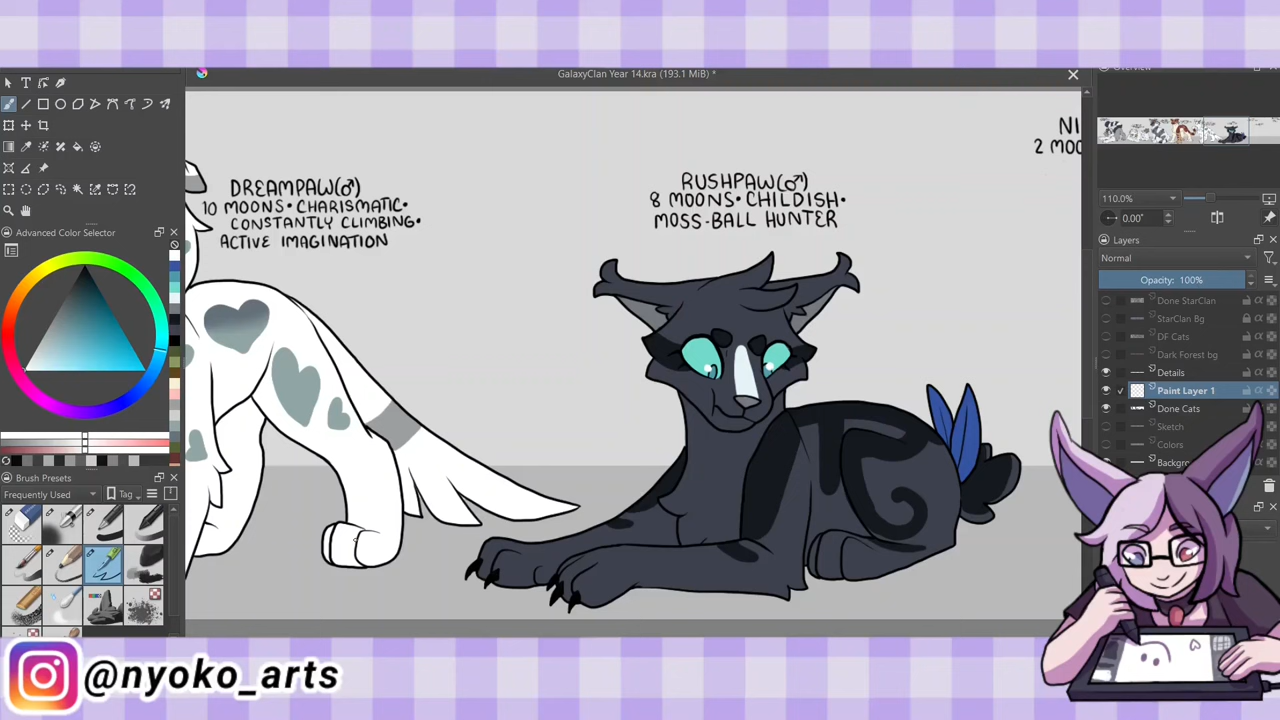 GalaxyClan Year 14.kra (193.1 MiB) *
DREAMPAW(♂)
10 MOONS• CHARISMATIC•
CONSTANTLY CLIMBING•
ACTIVE IMAGINATION
RUSHPAW(♂)
8 MOONS• CHILDISH•
MOSS-BALL HUNTER
NI
2 MOO
Advanced Color Selector
Brush Presets
Frequently Used
Tag
110.0%
0.00°
Layers
Normal
Opacity: 100%
Done StarClan
StarClan Bg
DF Cats
Dark Forest bg
Details
Paint Layer 1
Done Cats
Sketch
Colors
@nyoko_arts